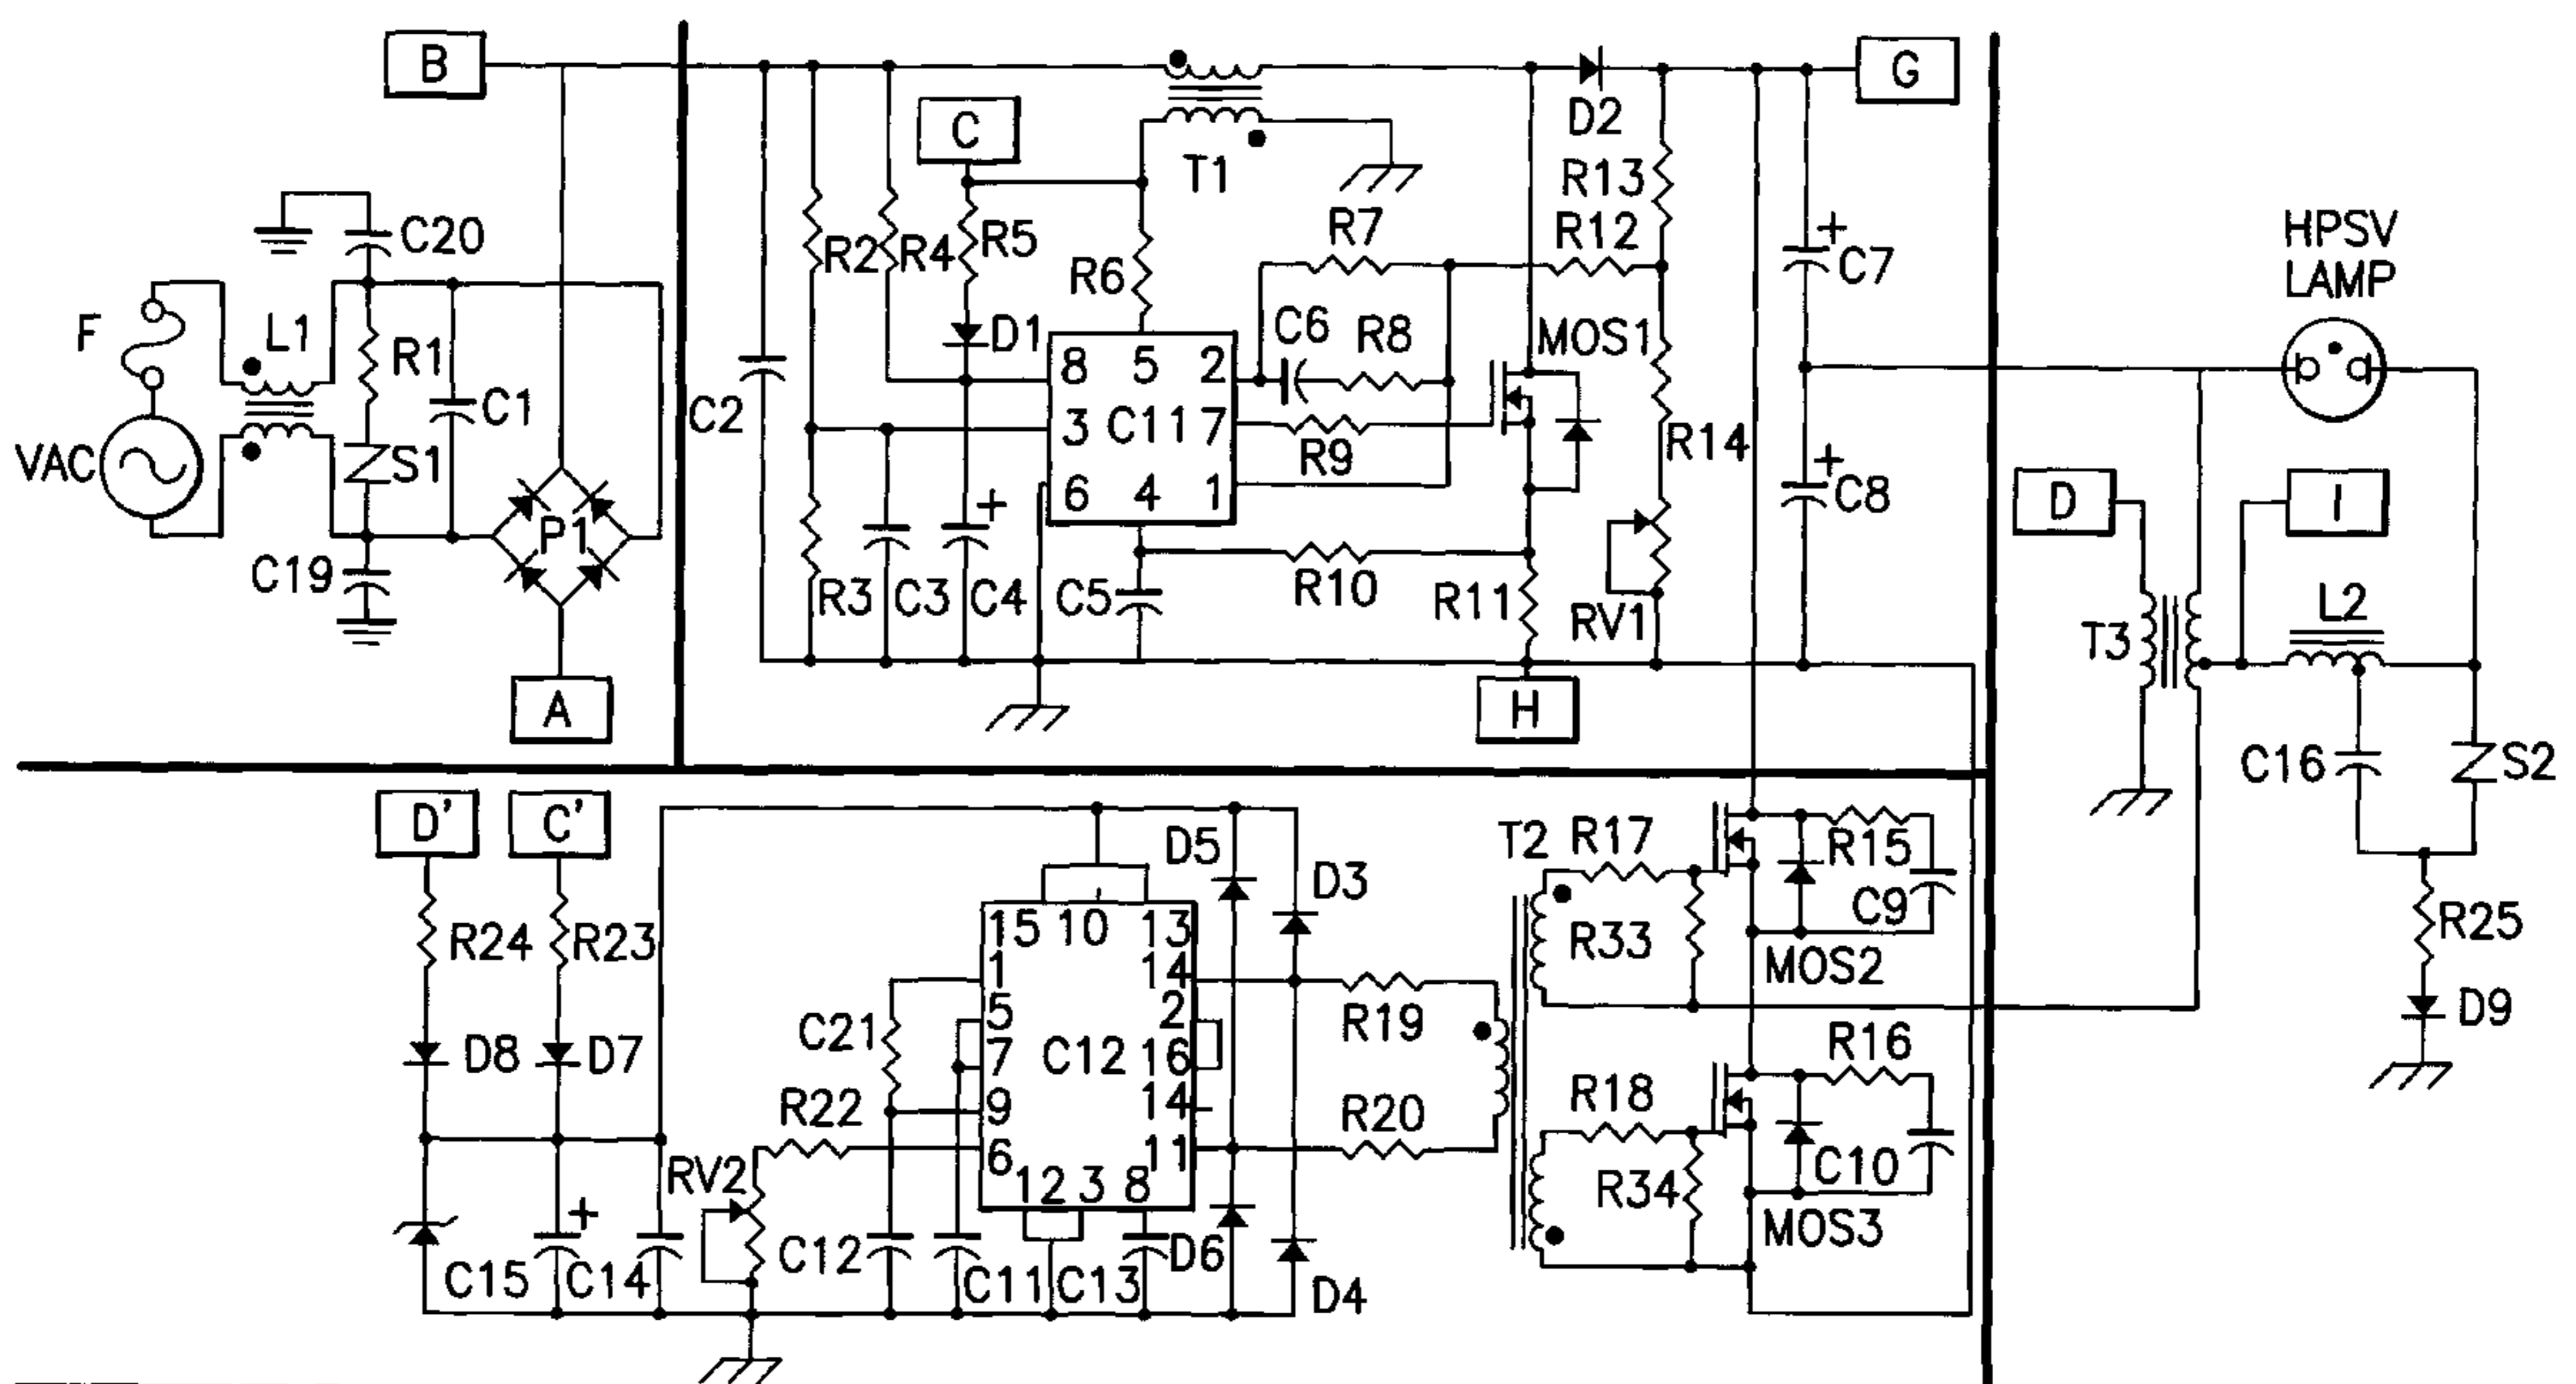 B
C
G
D2
T1
R13
R12
R7
C20
R2
R4
R5
R6
C7
HPSV
LAMP
F
L1
R1
C1
D1
C6
R8
MOS1
C2
8
5
2
3
C11
7
6
4
1
R9
R14
VAC
S1
P1
C8
D
I
C19
R3
C3
C4
C5
R10
R11
RV1
T3
L2
A
H
C16
S2
D'
C'
D5
D3
T2
R17
R15
C9
R24
R23
15
10
13
1
14
5
2
7
C12
16
9
14
6
11
12
3
8
R33
MOS2
R25
D8
D7
C21
R19
R16
D9
R22
R20
R18
RV2
R34
C10
MOS3
C15
C14
C12
C11
C13
D6
D4